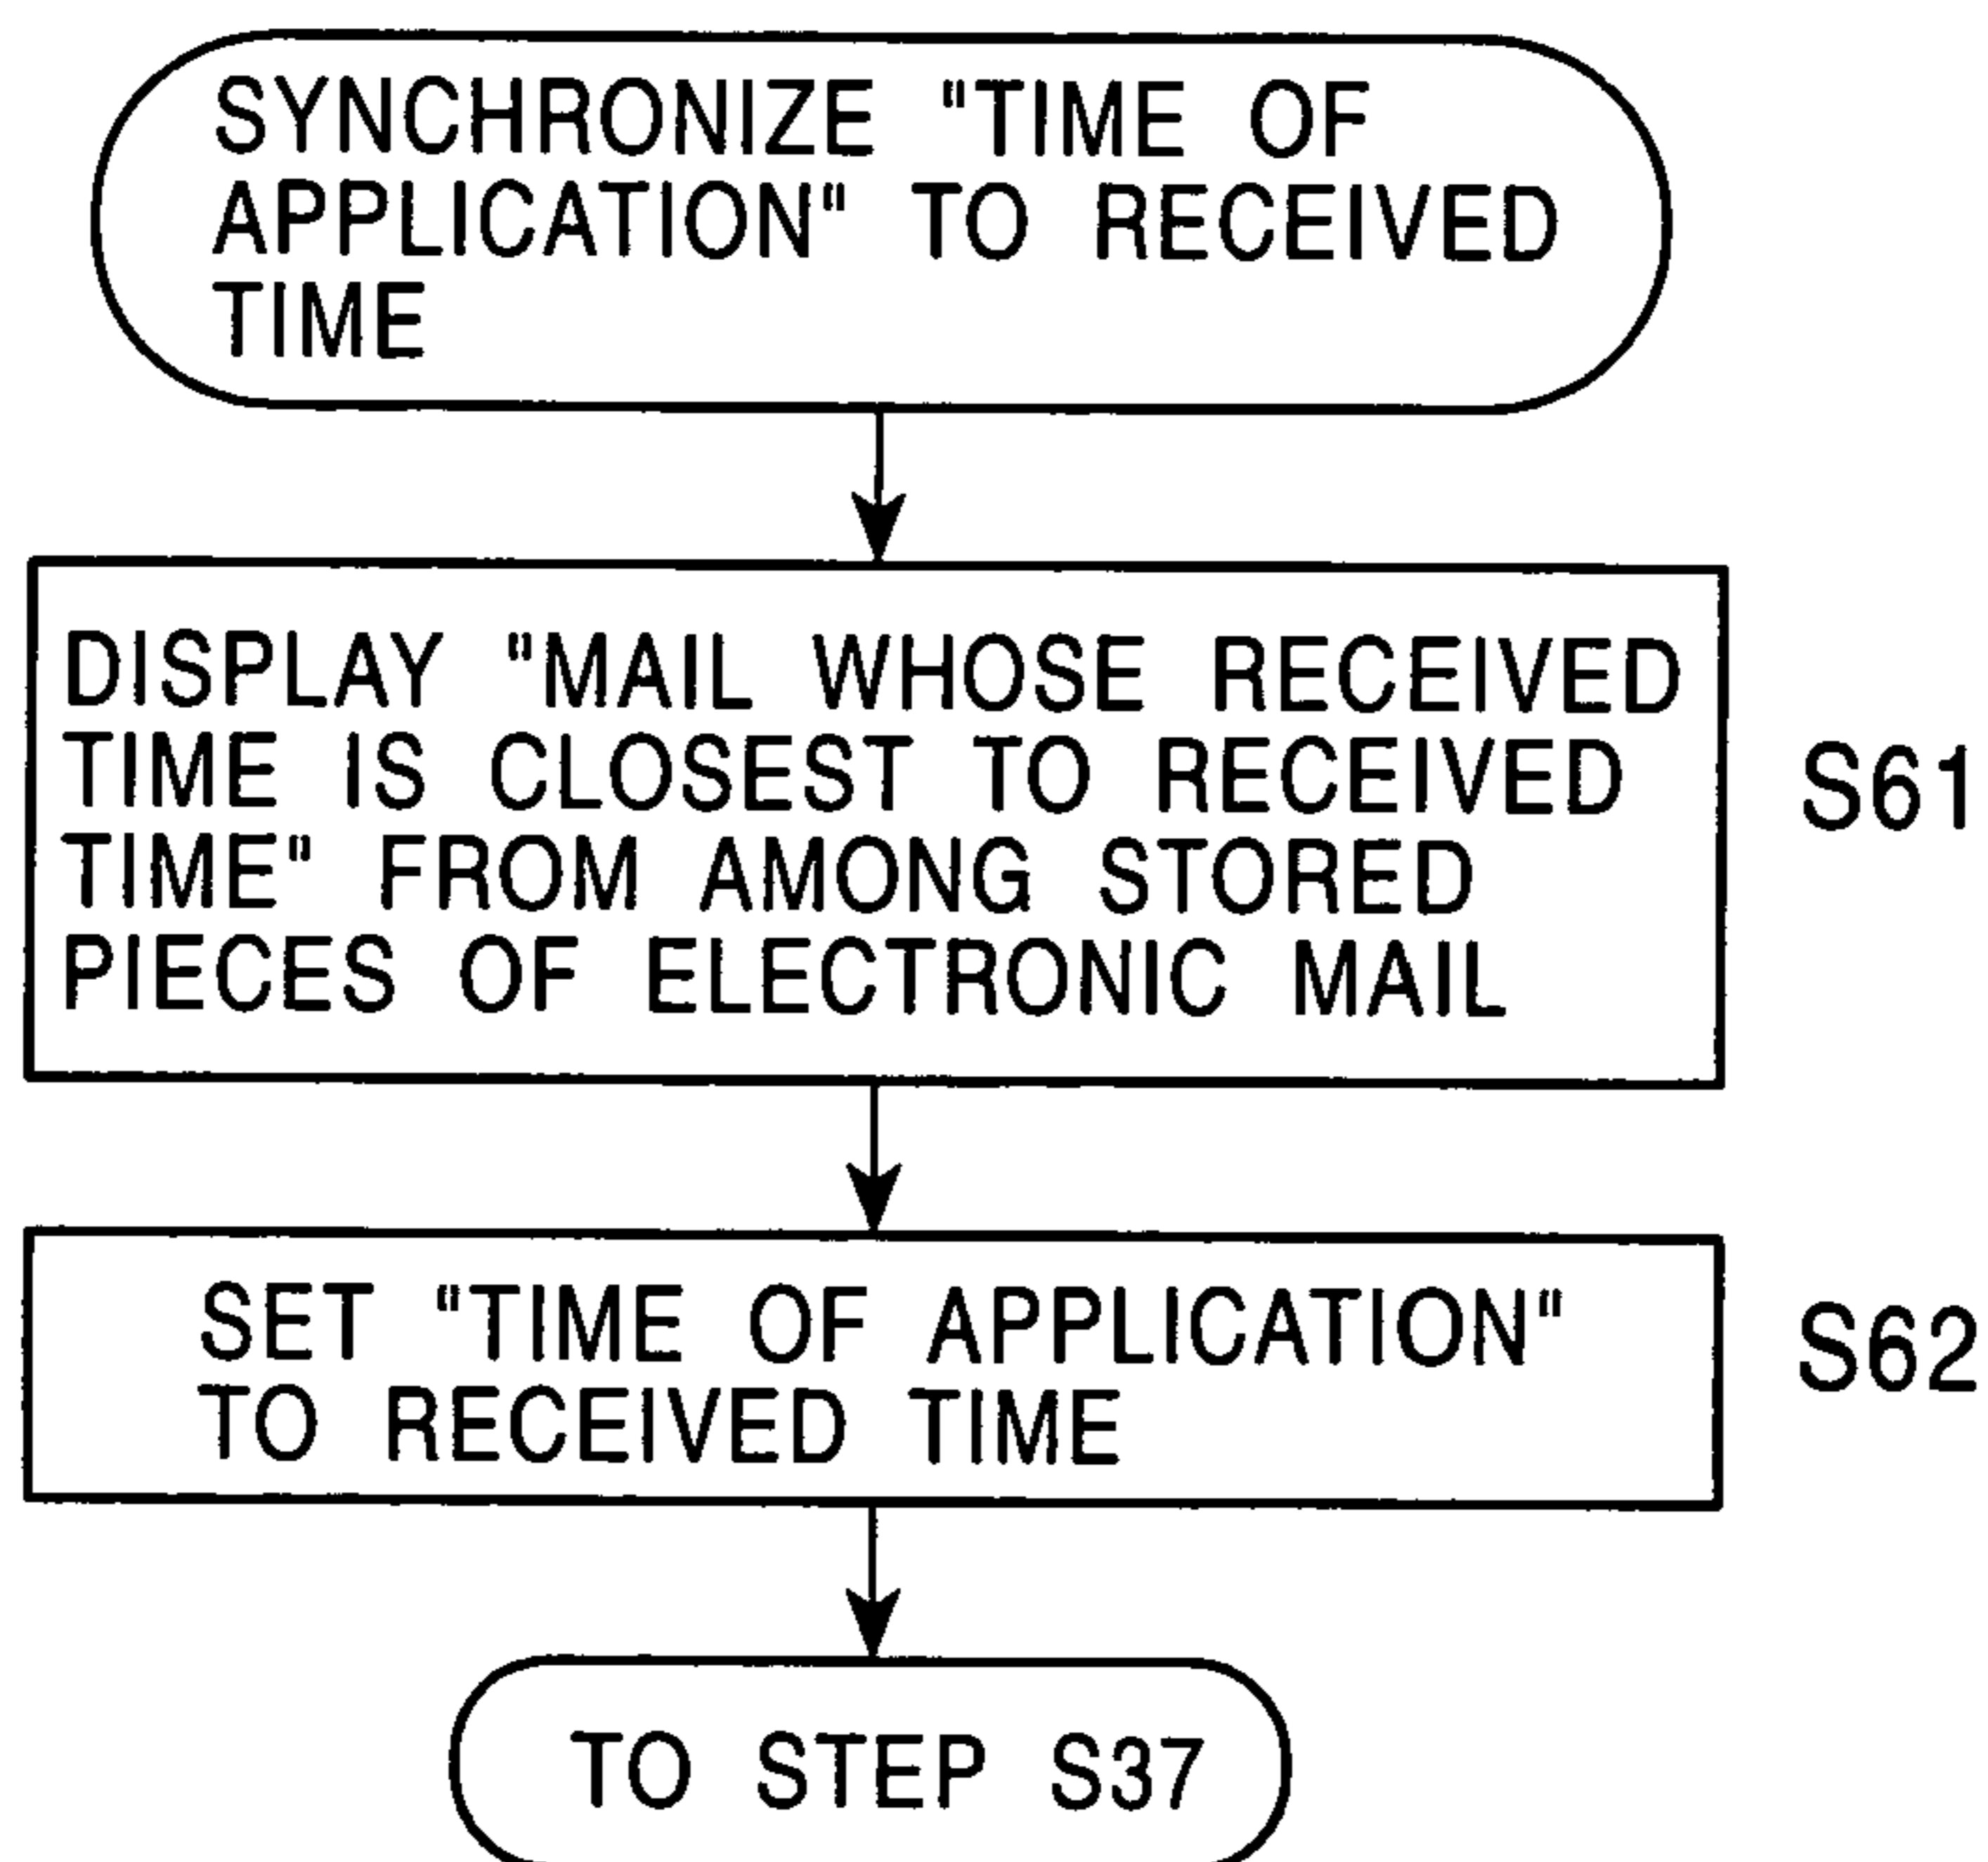 SYNCHRONIZE "TIME OF
APPLICATION" TO RECEIVED
TIME
DISPLAY "MAIL WHOSE RECEIVED
TIME IS CLOSEST TO RECEIVED
TIME" FROM AMONG STORED
PIECES OF ELECTRONIC MAIL
S61
SET "TIME OF APPLICATION"
TO RECEIVED TIME
S62
TO STEP S37